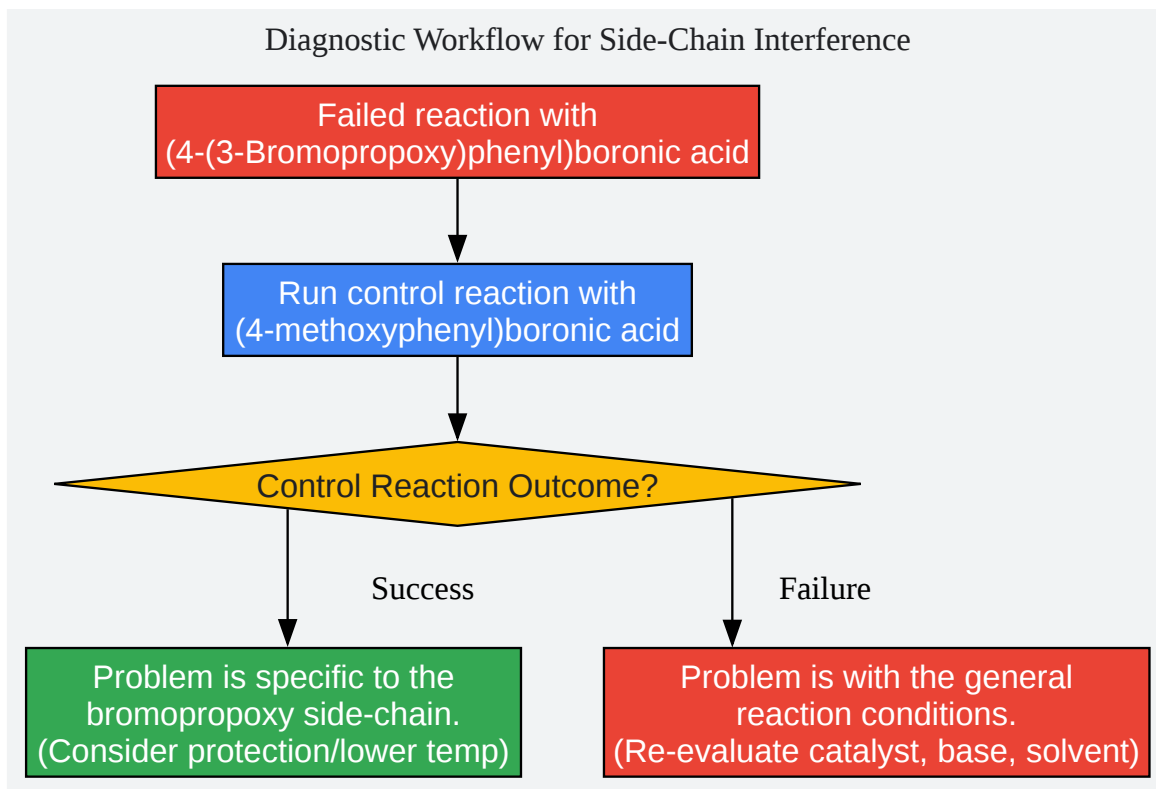 Diagnostic Workflow for Side-Chain Interference
Failed reaction with
(4-(3-Bromopropoxy)phenyl)boronic acid
Run control reaction with
(4-methoxyphenyl)boronic acid
Control Reaction Outcome?
Success
Failure
Problem is specific to the
bromopropoxy side-chain.
(Consider protection/lower temp)
Problem is with the general
reaction conditions.
(Re-evaluate catalyst, base, solvent)